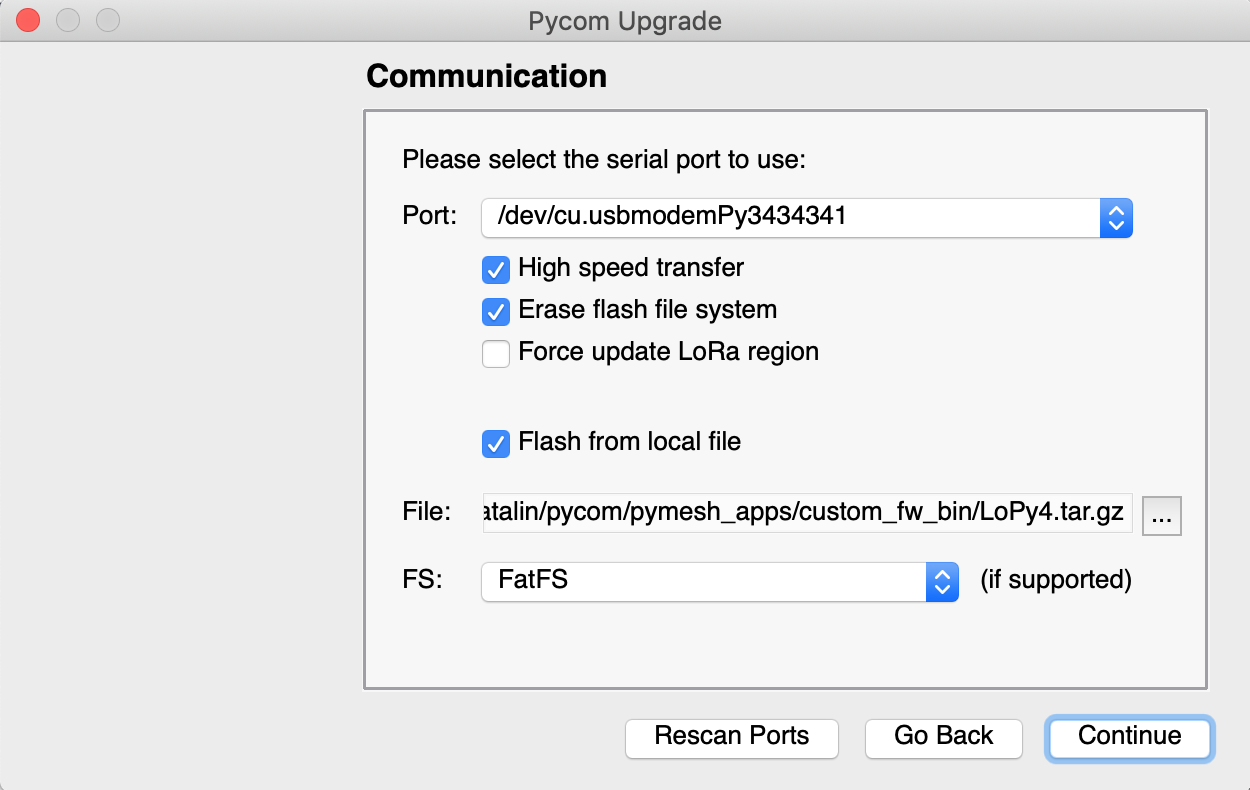 Pycom Upgrade
Communication
Please select the serial port to use:
Port: /dev/cu.usbmodemPy3434341
High speed transfer
Erase flash file system
Force update LoRa region
Flash from local file
File: atalin/pycom/pymesh_apps/custom_fw_bin/LoPy4.tar.gz ...
FS: FatFS (if supported)
Rescan Ports Go Back Continue